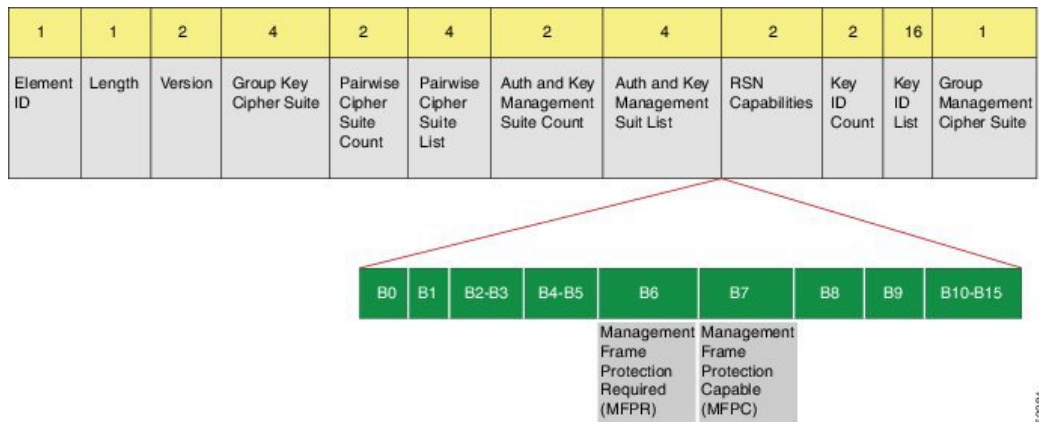 1 1 2 4 2 4 2 4 2 2 16 1
Element ID
Length
Version
Group Key
Cipher Suite
Pairwise
Cipher
Suite
Count
Pairwise
Cipher
Suite
List
Auth and Key
Management
Suite Count
Auth and Key
Management
Suit List
RSN
Capabilities
Key
ID
Count
Key
ID
List
Group
Management
Cipher Suite
B0 B1 B2-B3 B4-B5 B6 B7 B8 B9 B10-B15
Management
Frame
Protection
Required
(MFPR)
Management
Frame
Protection
Capable
(MFPC)